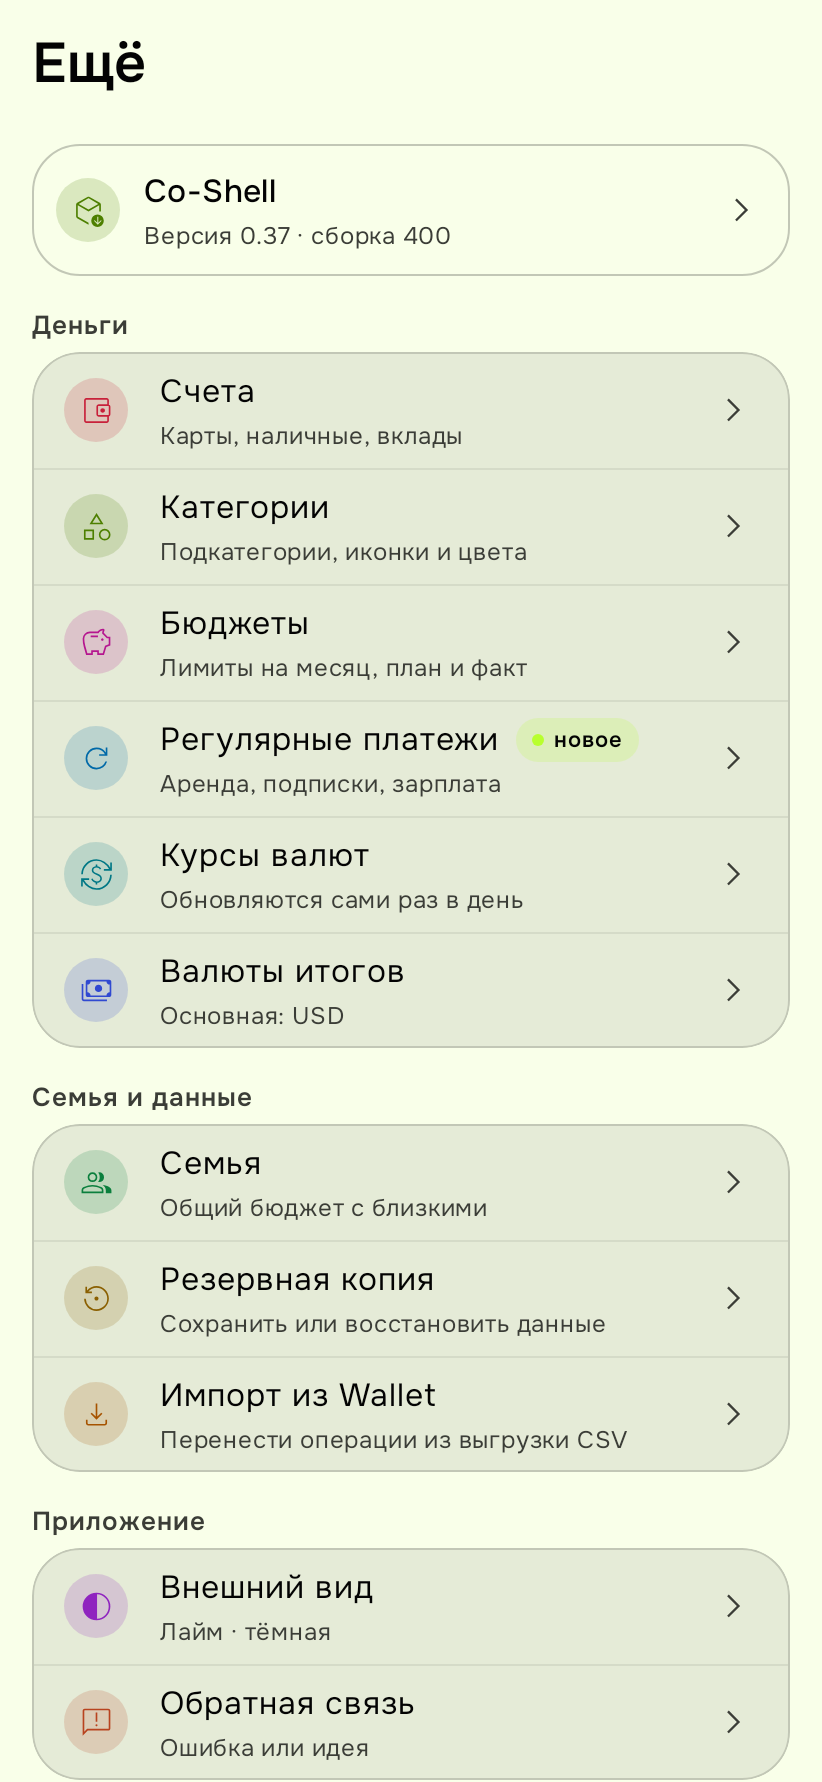 Ещё
Co-Shell
Версия 0.37 · сборка 400
Деньги
Счета
Карты, наличные, вклады
Категории
Подкатегории, иконки и цвета
Бюджеты
Лимиты на месяц, план и факт
Регулярные платежи новое
Аренда, подписки, зарплата
Курсы валют
Обновляются сами раз в день
Валюты итогов
Основная: USD
Семья и данные
Семья
Общий бюджет с близкими
Резервная копия
Сохранить или восстановить данные
Импорт из Wallet
Перенести операции из выгрузки CSV
Приложение
Внешний вид
Лайм · тёмная
Обратная связь
Ошибка или идея